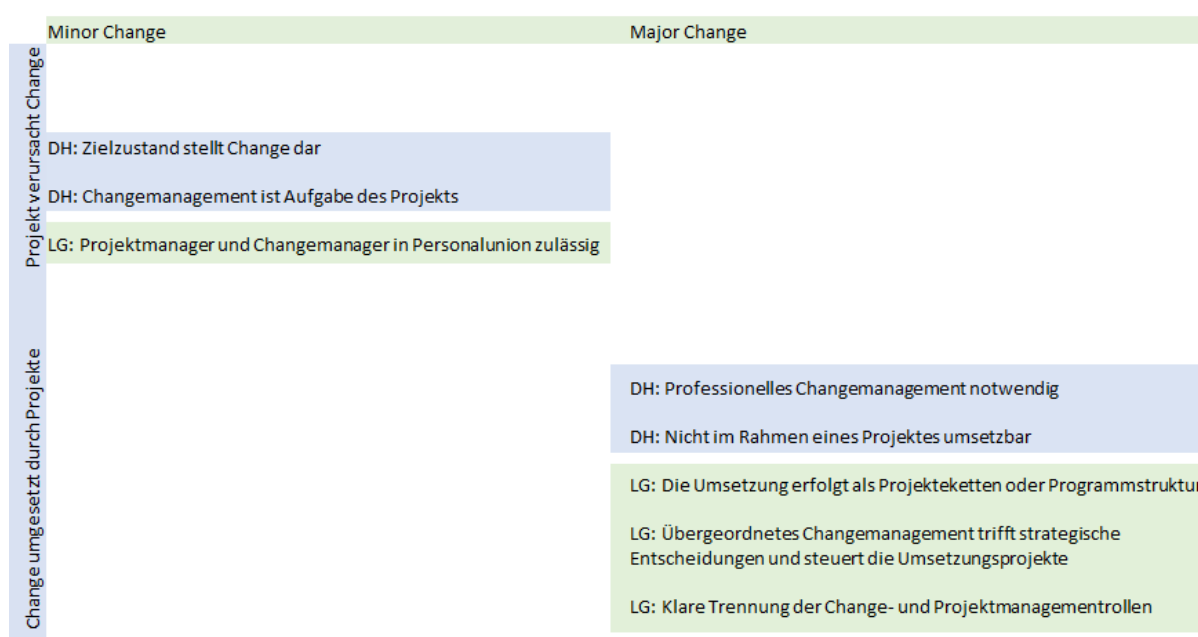 Minor Change
Major Change
Projekt verursacht Change
DH: Zielzustand stellt Change dar
DH: Changemanagement ist Aufgabe des Projekts
LG: Projektmanager und Changemanager in Personalunion zulässig
Change umgesetzt durch Projekte
DH: Professionelles Changemanagement notwendig
DH: Nicht im Rahmen eines Projektes umsetzbar
LG: Die Umsetzung erfolgt als Projekteketten oder Programmstruktur
LG: Übergeordnetes Changemanagement trifft strategische
Entscheidungen und steuert die Umsetzungsprojekte
LG: Klare Trennung der Change- und Projektmanagementrollen